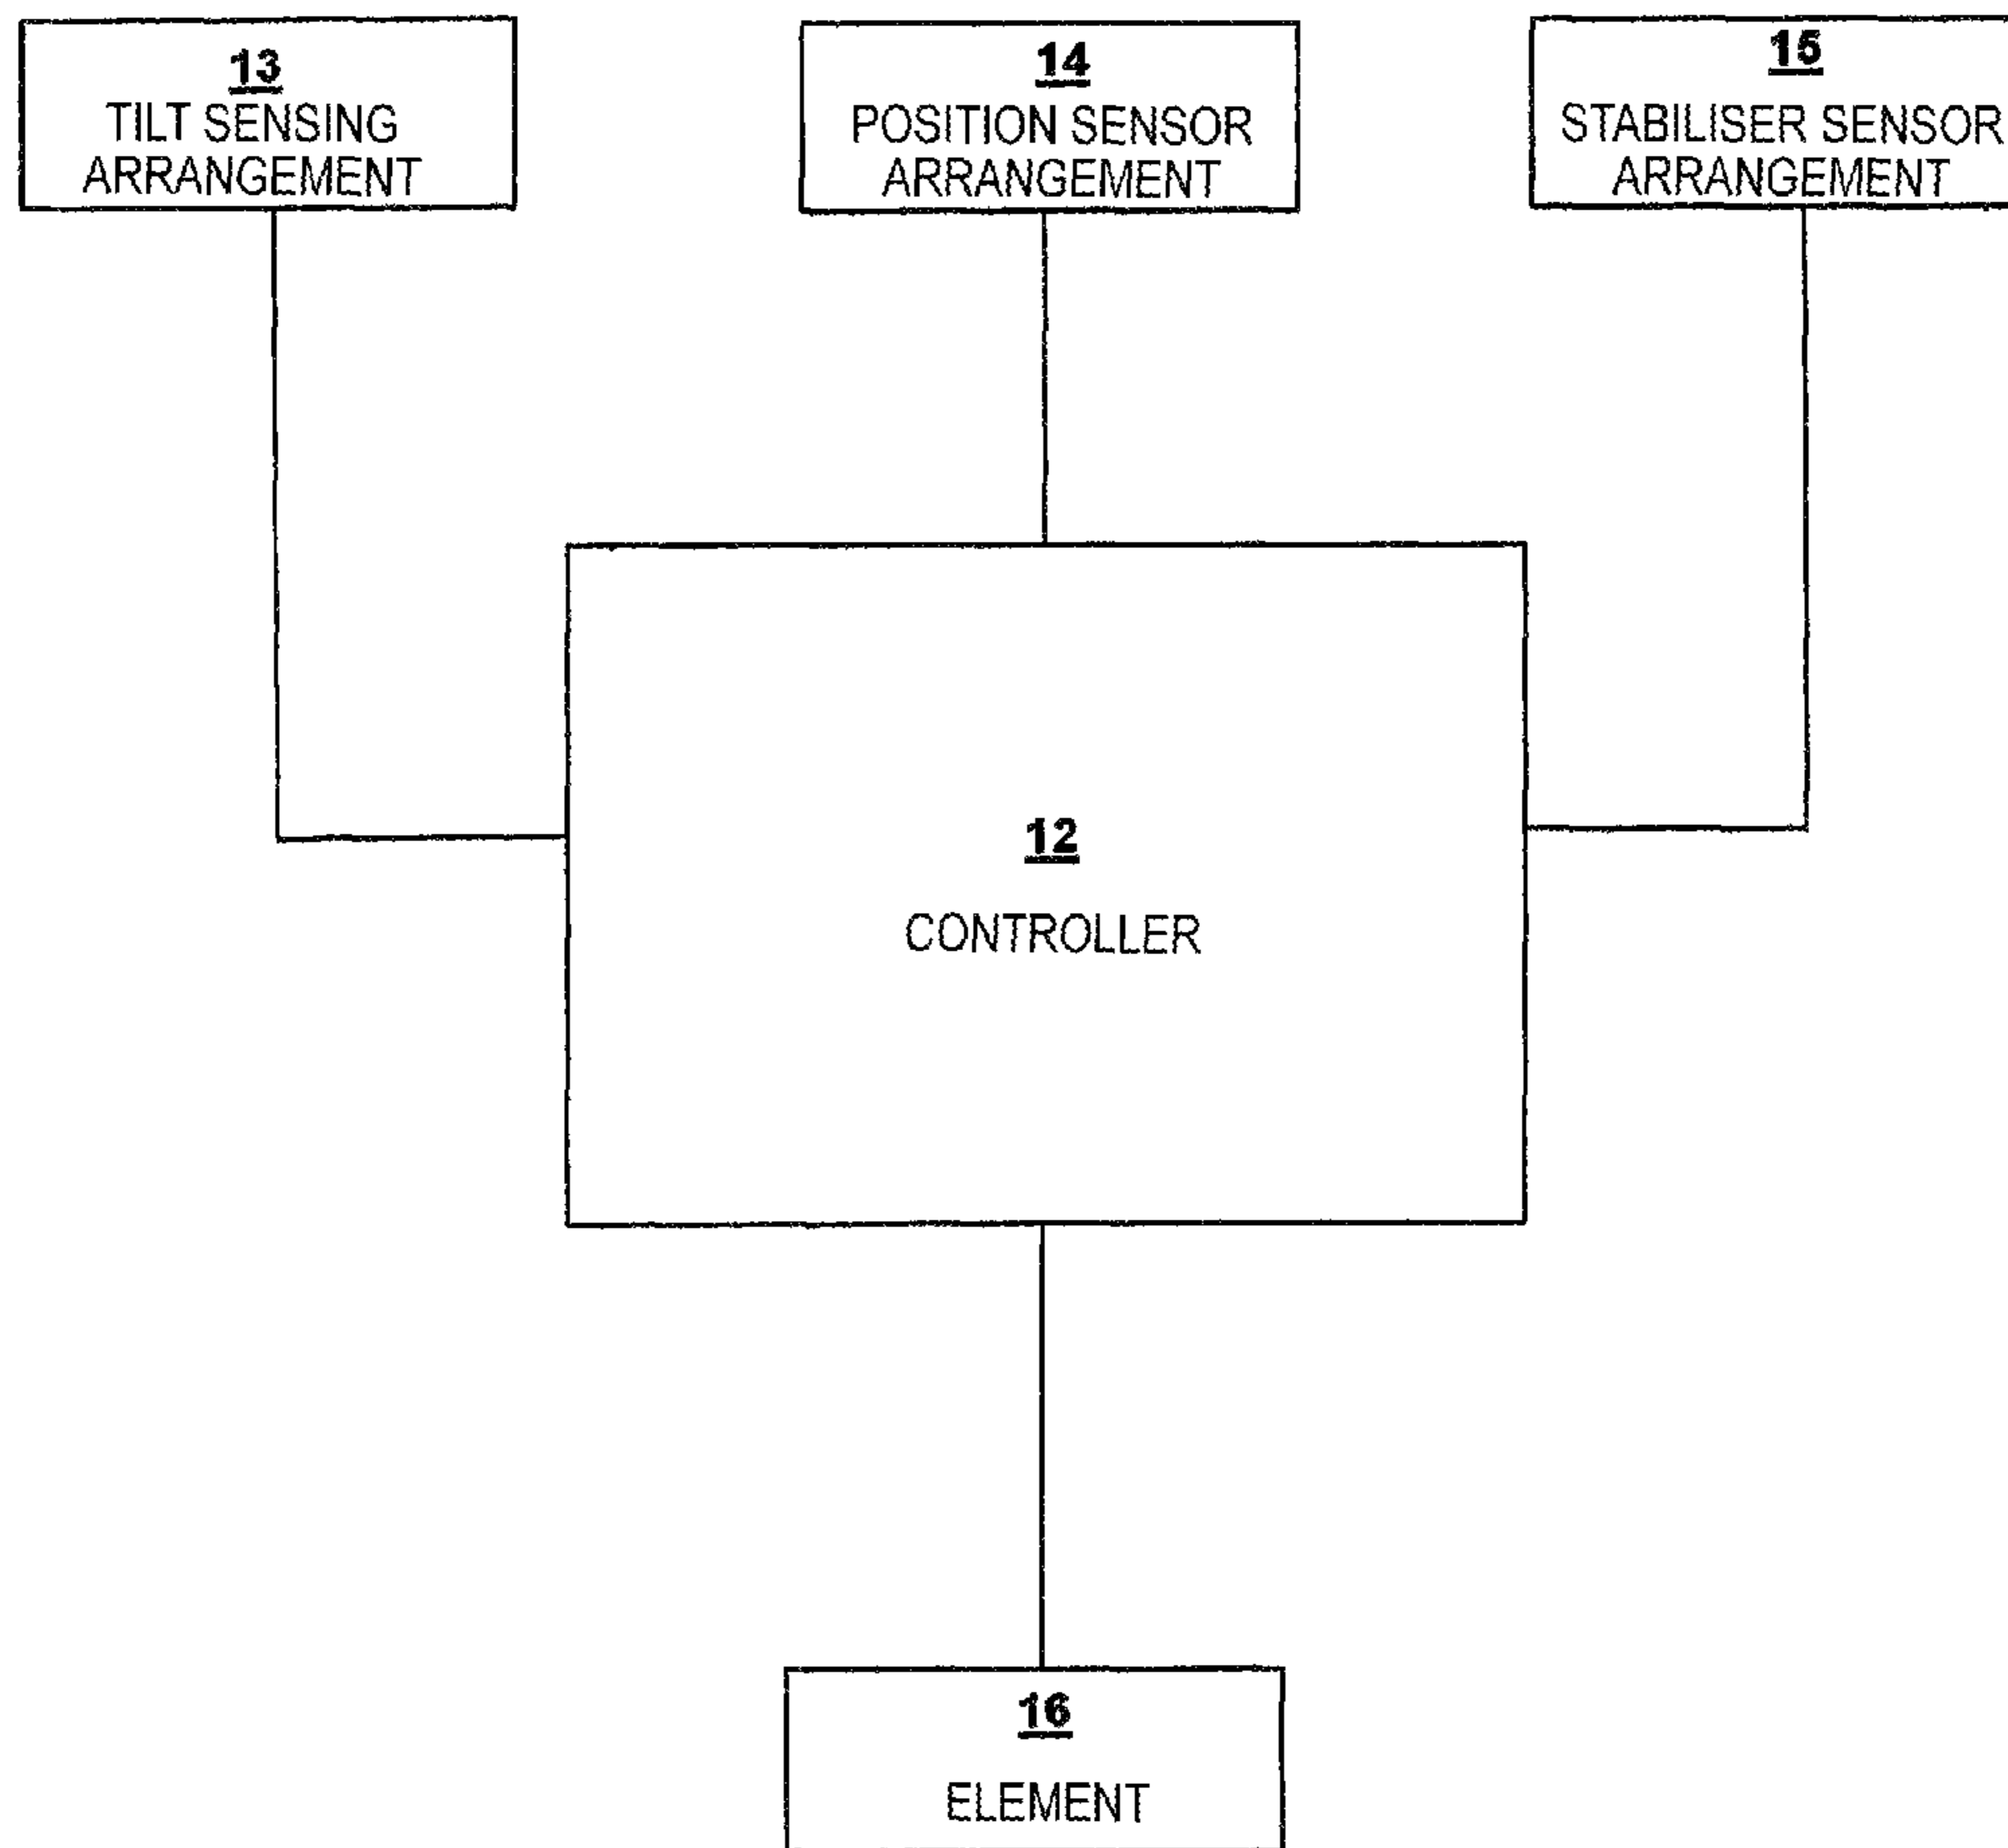 13
TILT SENSING
ARRANGEMENT
14
POSITION SENSOR
ARRANGEMENT
15
STABILISER SENSOR
ARRANGEMENT
12
CONTROLLER
16
ELEMENT